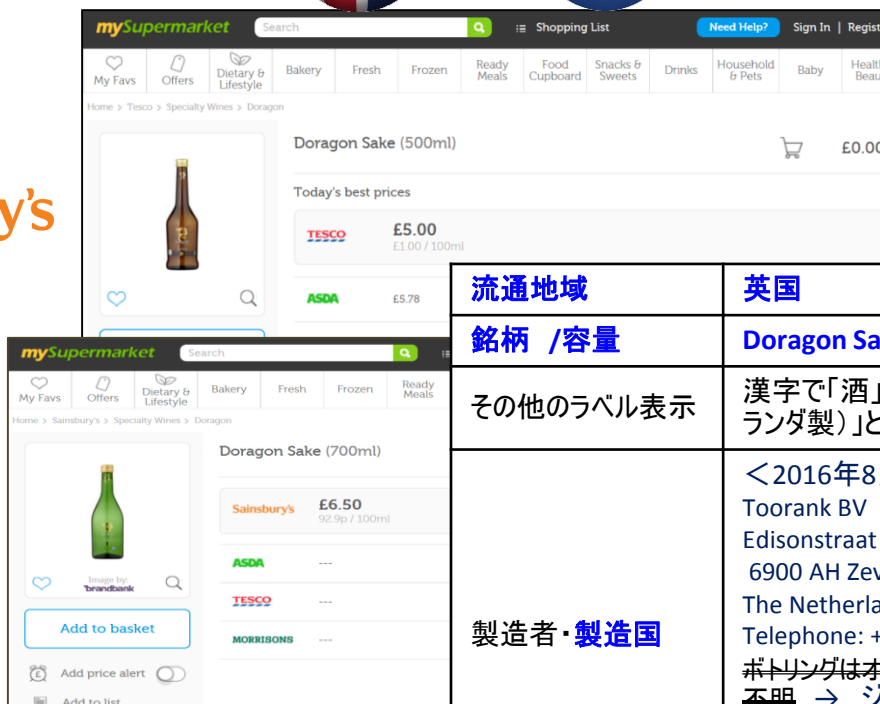 mySupermarket
Search
Shopping List
Need Help?
Sign In | Regist
My Favs
Offers
Dietary & Lifestyle
Bakery
Fresh
Frozen
Ready Meals
Food Cupboard
Snacks & Sweets
Drinks
Household & Pets
Baby
Health
Beau
Home > Tesco > Specialty Wines > Doragon
Doragon Sake (500ml)
£0.00
Today's best prices
TESCO £5.00
£1.00 / 100ml
ASDA £5.78
y's
mySupermarket
Search
My Favs
Offers
Dietary & Lifestyle
Bakery
Fresh
Frozen
Ready Meals
Home > Sainsbury's > Specialty Wines > Doragon
Doragon Sake (700ml)
Sainsbury's £6.50
92.9p / 100ml
ASDA ---
TESCO ---
MORRISONS ---
Image by:
brandbank
Add to basket
Add price alert
Add to list
流通地域 英国
銘柄 /容量 Doragon Sa
その他のラベル表示 漢字で「酒」
ランダ製)」と
製造者・製造国
<2016年8
Toorank BV
Edisonstraat
6900 AH Zev
The Netherla
Telephone: +
ボトリングはオ
不明 → ジ